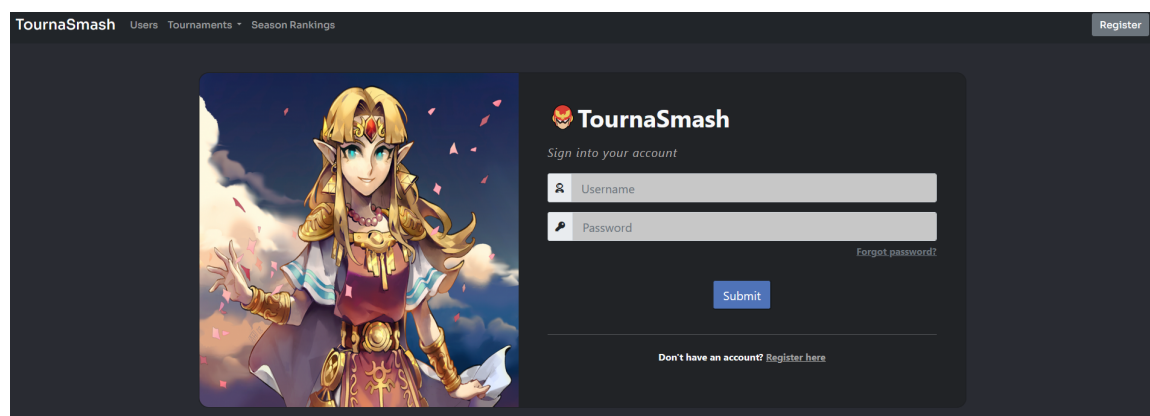 TournaSmash Users Tournaments Season Rankings Register
TournaSmash
Sign into your account
Username
Password
Forgot password?
Submit
Don't have an account? Register here